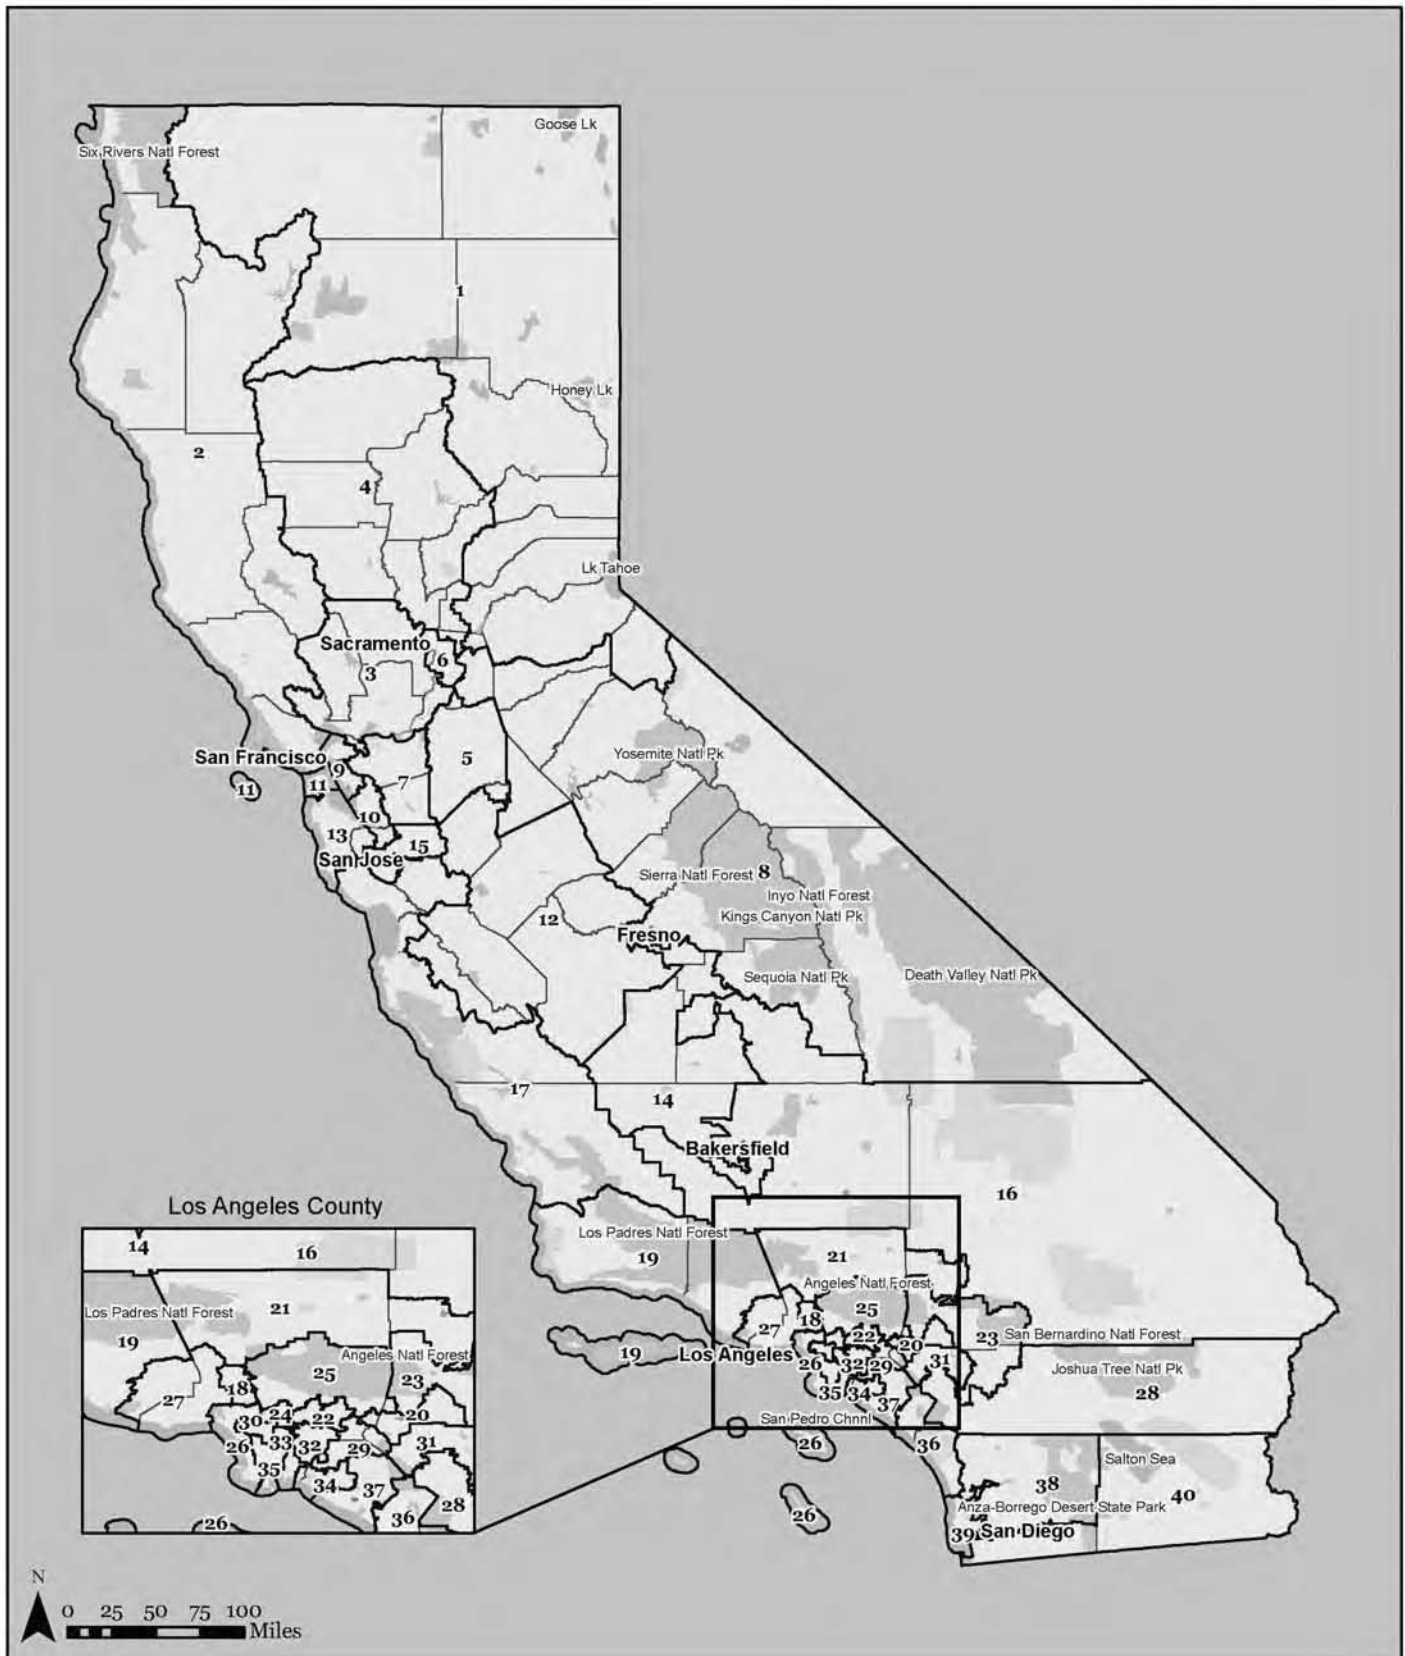 Goose Lk
Six Rivers Natl Forest
1
Honey Lk
2
4
Lk Tahoe
Sacramento
6
3
Yosemite Natl Pk
5
San Francisco
9
7
11
11
10
13
15
San Jose
Sierra Natl Forest
8
Inyo Natl Forest
Kings Canyon Natl Pk
12
Fresno
Sequoia Natl Pk
Death Valley Natl Pk
17
14
Bakersfield
16
Los Padres Natl Forest
19
21
Angeles Natl Forest
25
18
27
22
20
23
San Bernardino Natl Forest
19
Los Angeles
26
32
29
31
Joshua Tree Natl Pk
28
35
34
37
San Pedro Chnnl
26
36
Salton Sea
38
40
26
Anza-Borrego Desert State Park
39
San Diego
Los Angeles County
14
16
Los Padres Natl Forest
21
19
Angeles Natl Forest
25
23
18
27
30
24
22
20
26
33
32
29
31
35
34
37
28
36
26
N
0 25 50 75 100
Miles